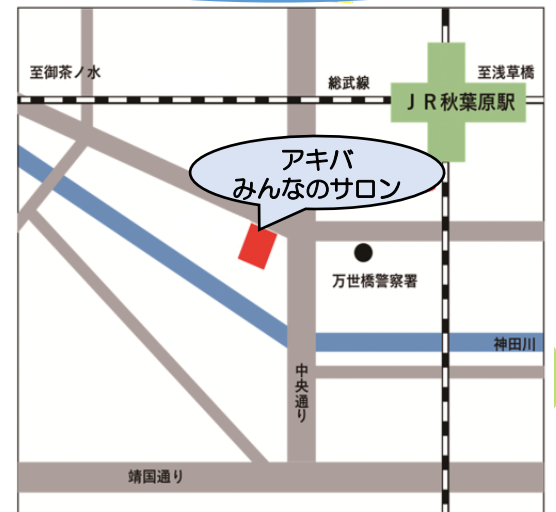 至御茶ノ水
総武線
至浅草橋
ＪＲ秋葉原駅
アキバ
みんなのサロン
万世橋警察署
神田川
中央通り
靖国通り